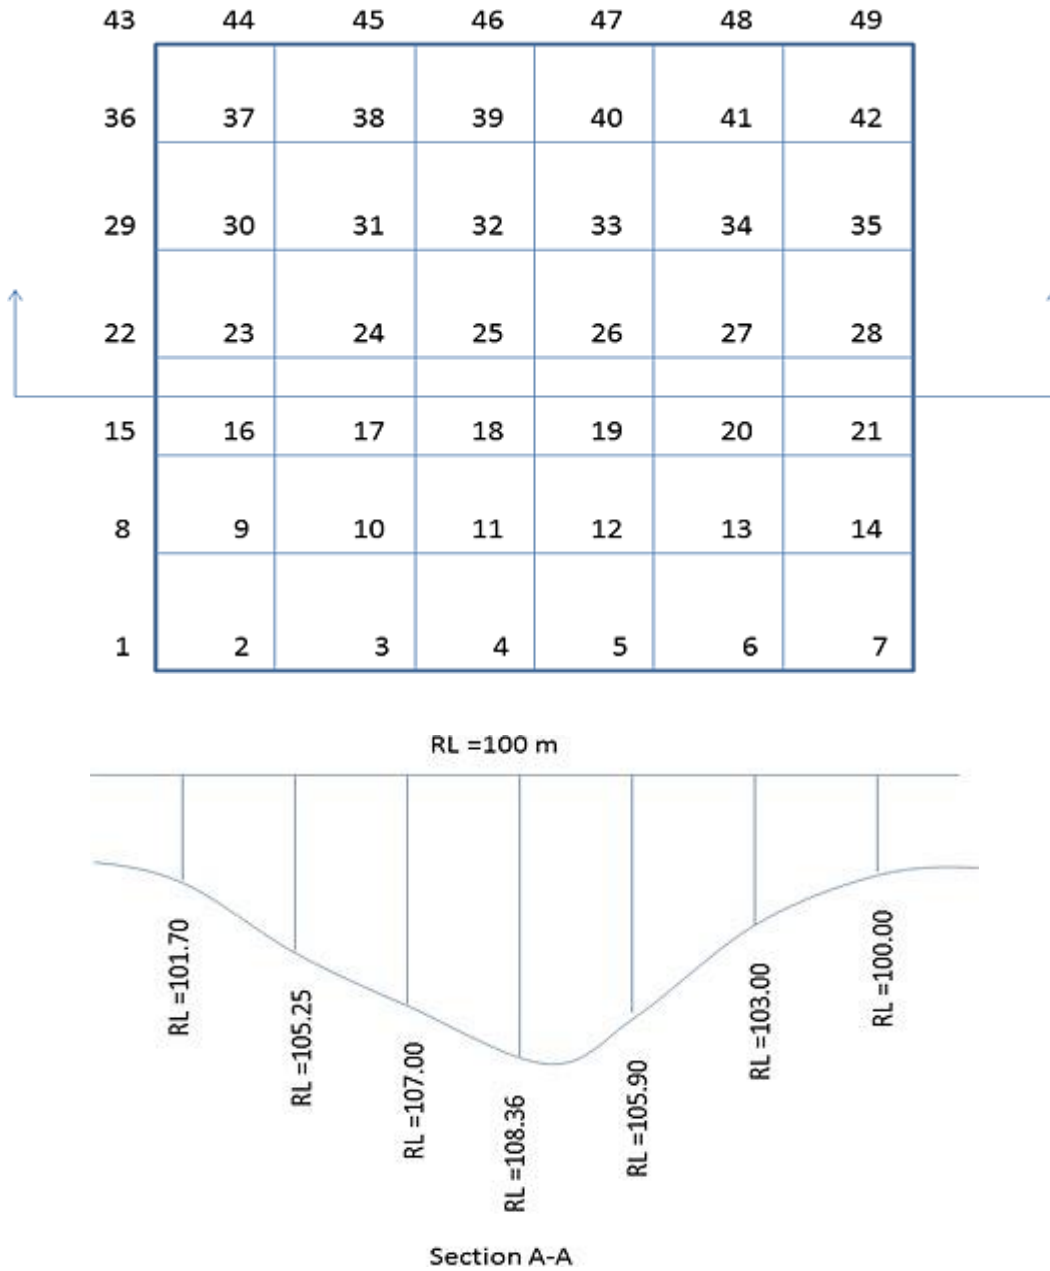 43 44 45 46 47 48 49
36 37 38 39 40 41 42
29 30 31 32 33 34 35
22 23 24 25 26 27 28
15 16 17 18 19 20 21
8 9 10 11 12 13 14
1 2 3 4 5 6 7
RL =100 m
RL =101.70
RL =105.25
RL =107.00
RL =108.36
RL =105.90
RL =103.00
RL =100.00
Section A-A